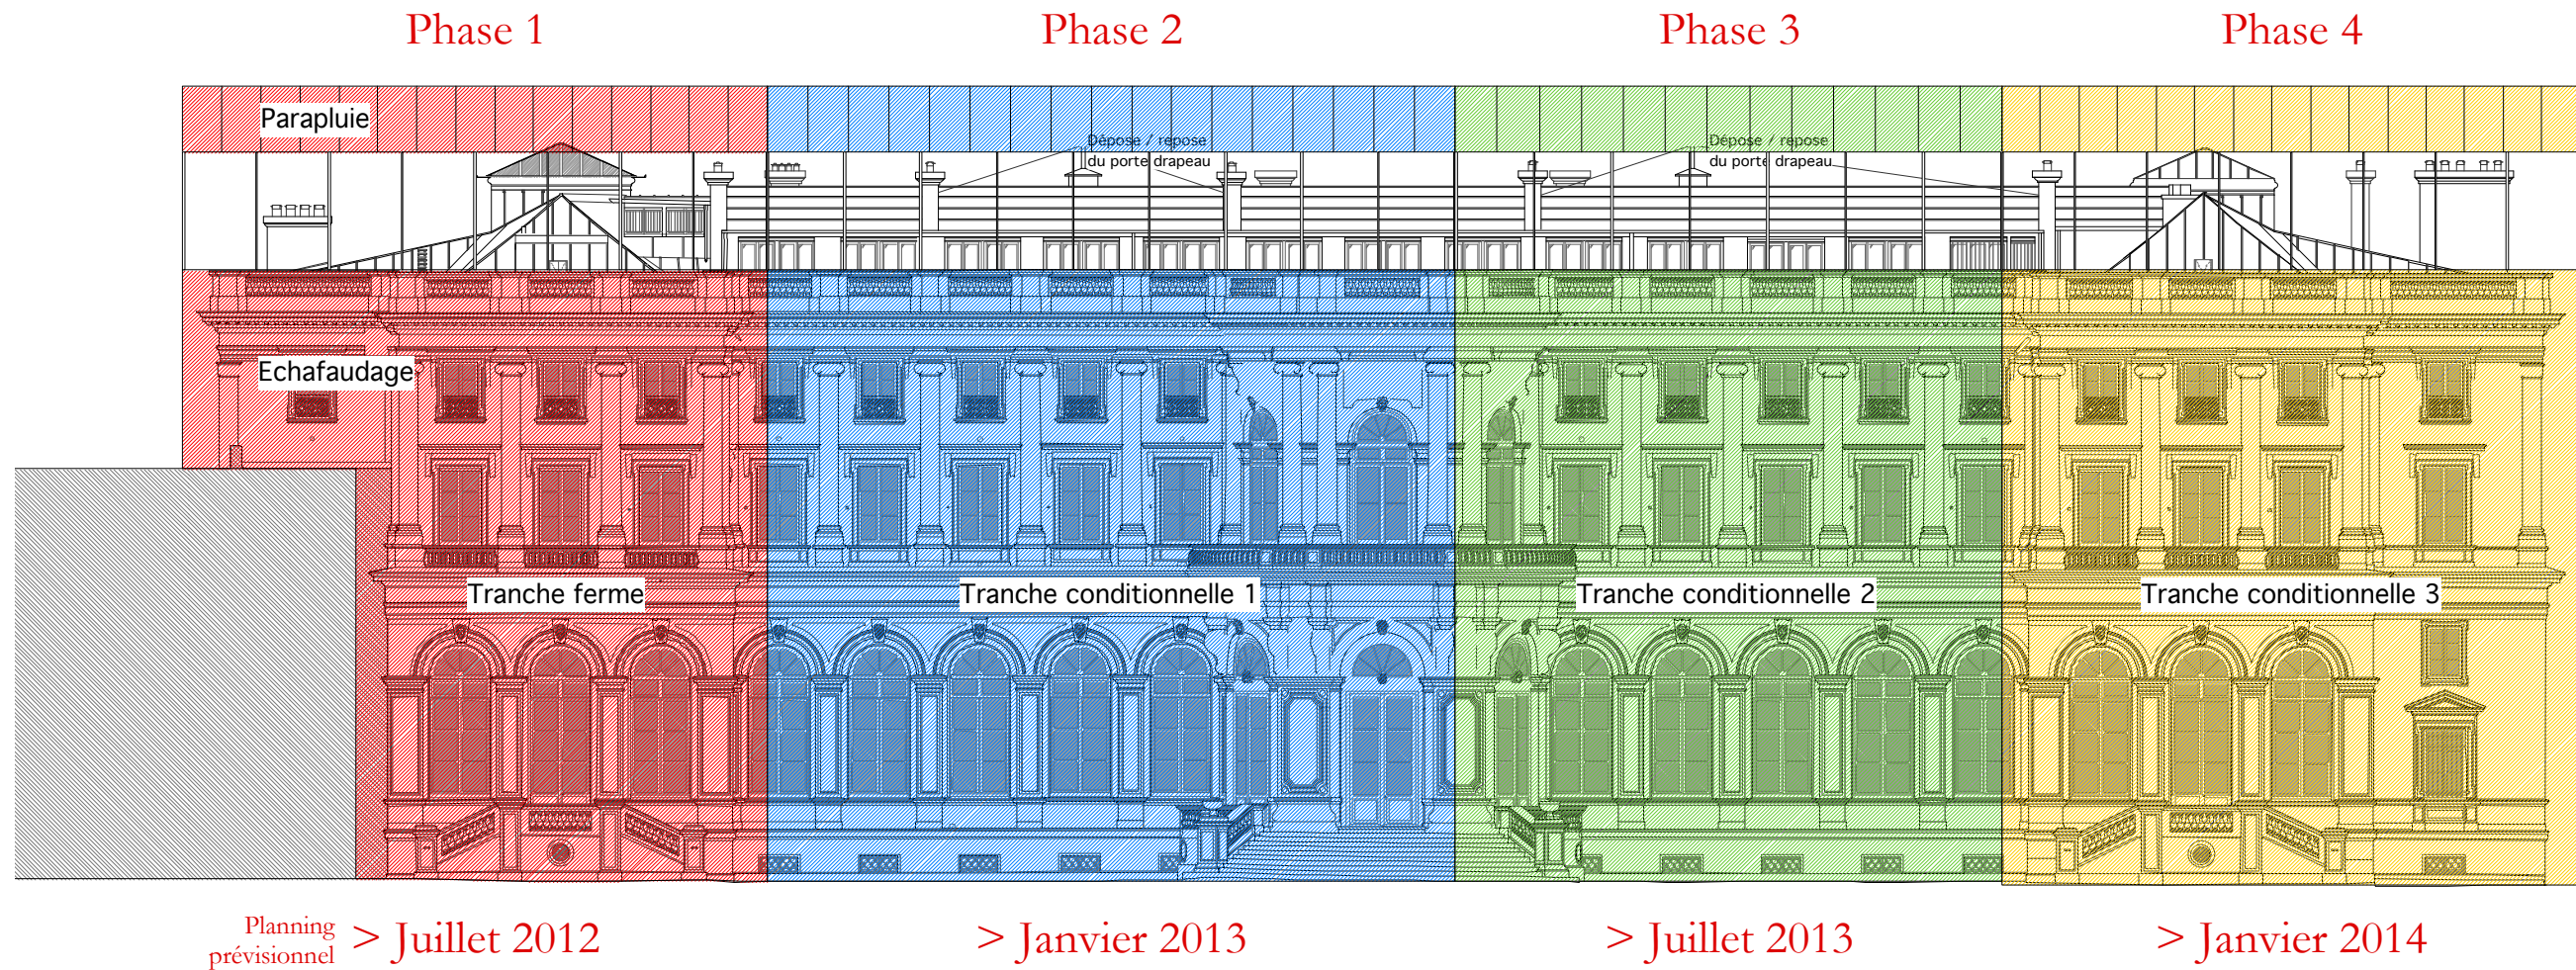 Phase 1
Phase 2
Phase 3
Phase 4
Parapluie
Dépose / repose
du porte drapeau
Dépose / repose
du porte drapeau
Echafaudage
Tranche ferme
Tranche conditionnelle 1
Tranche conditionnelle 2
Tranche conditionnelle 3
Planning
prévisionnel
> Juillet 2012
> Janvier 2013
> Juillet 2013
> Janvier 2014